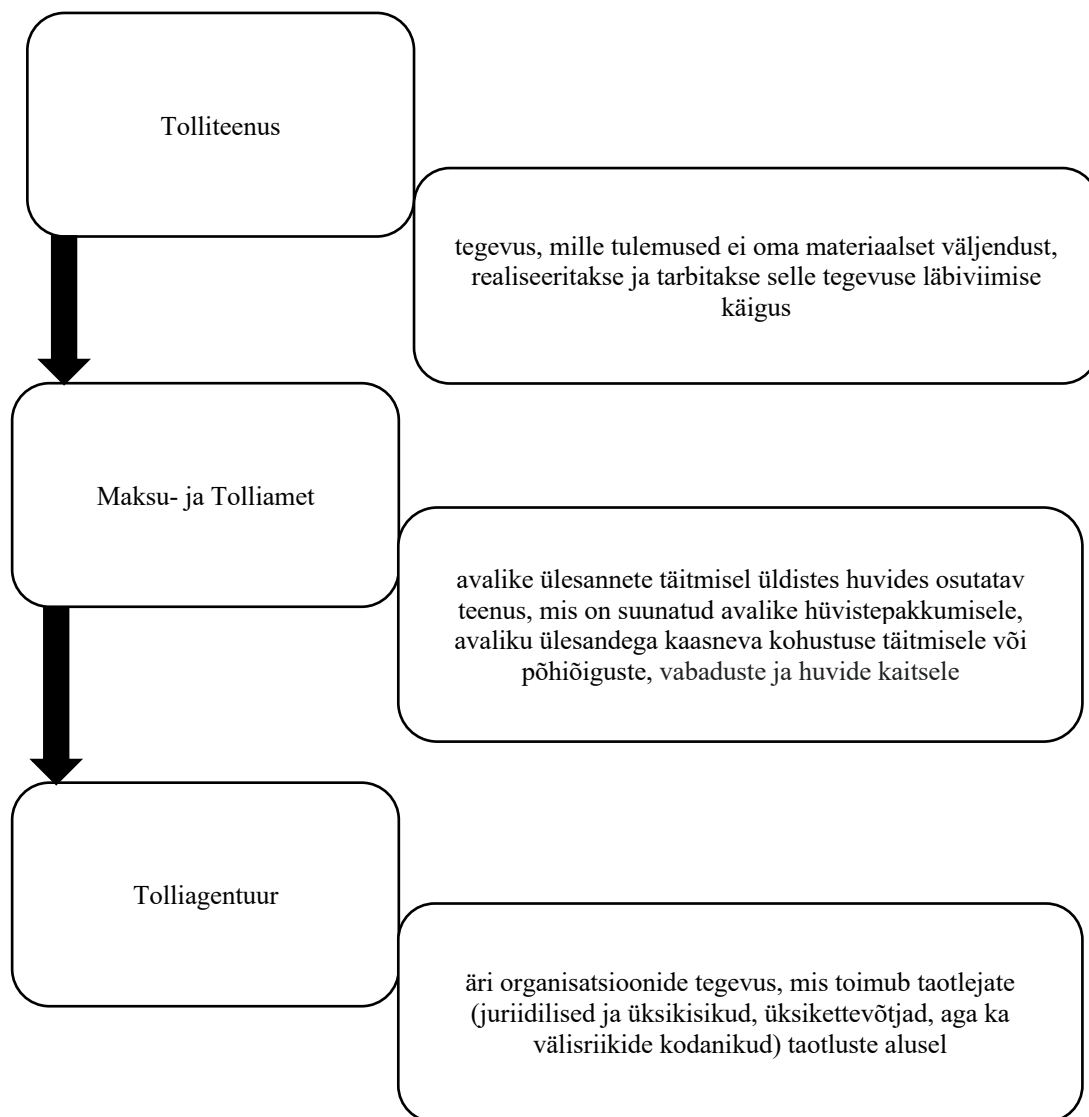 Tolliteenus
tegevus, mille tulemused ei oma materiaalset väljendust,
realiseeritakse ja tarbitakse selle tegevuse läbiviimise
käigus
Maksu- ja Tolliamet
avalike ülesannete täitmisel üldistes huvides osutatav
teenus, mis on suunatud avalike hüvistepakkumisele,
avaliku ülesandega kaasneva kohustuse täitmisele või
põhiõiguste, vabaduste ja huvide kaitsele
Tolliagentuur
äri organisatsioonide tegevus, mis toimub taotlejate
(juriidilised ja üksikisikud, üksikettevõtjad, aga ka
välisriikide kodanikud) taotluste alusel